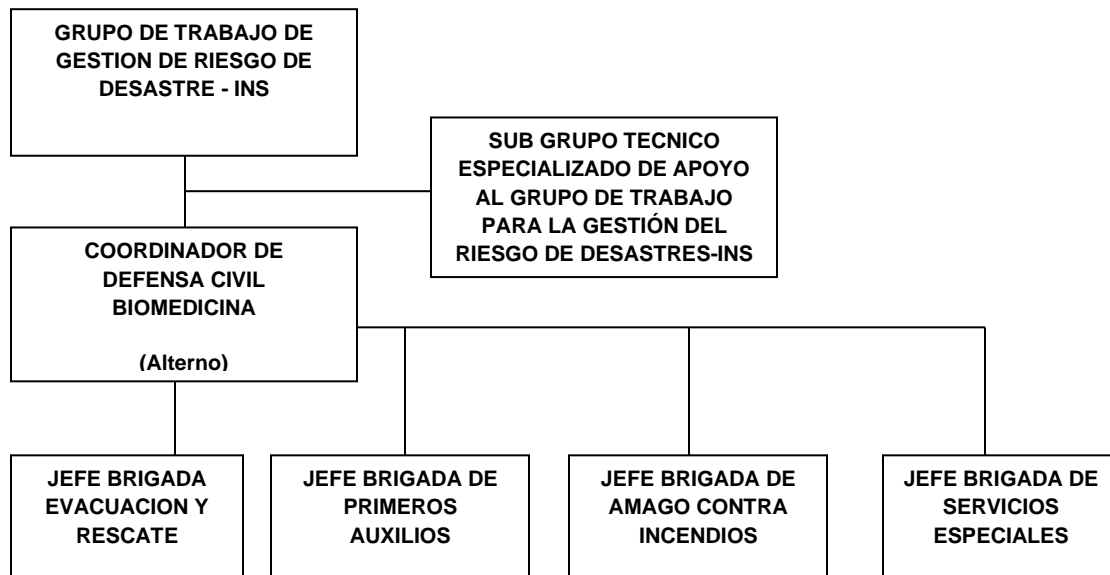 GRUPO DE TRABAJO DE
GESTION DE RIESGO DE
DESASTRE - INS
SUB GRUPO TECNICO
ESPECIALIZADO DE APOYO
AL GRUPO DE TRABAJO
PARA LA GESTIÓN DEL
RIESGO DE DESASTRES-INS
COORDINADOR DE
DEFENSA CIVIL
BIOMEDICINA
(Alterno)
JEFE BRIGADA
EVACUACION Y
RESCATE
JEFE BRIGADA DE
PRIMEROS
AUXILIOS
JEFE BRIGADA DE
AMAGO CONTRA
INCENDIOS
JEFE BRIGADA DE
SERVICIOS
ESPECIALES